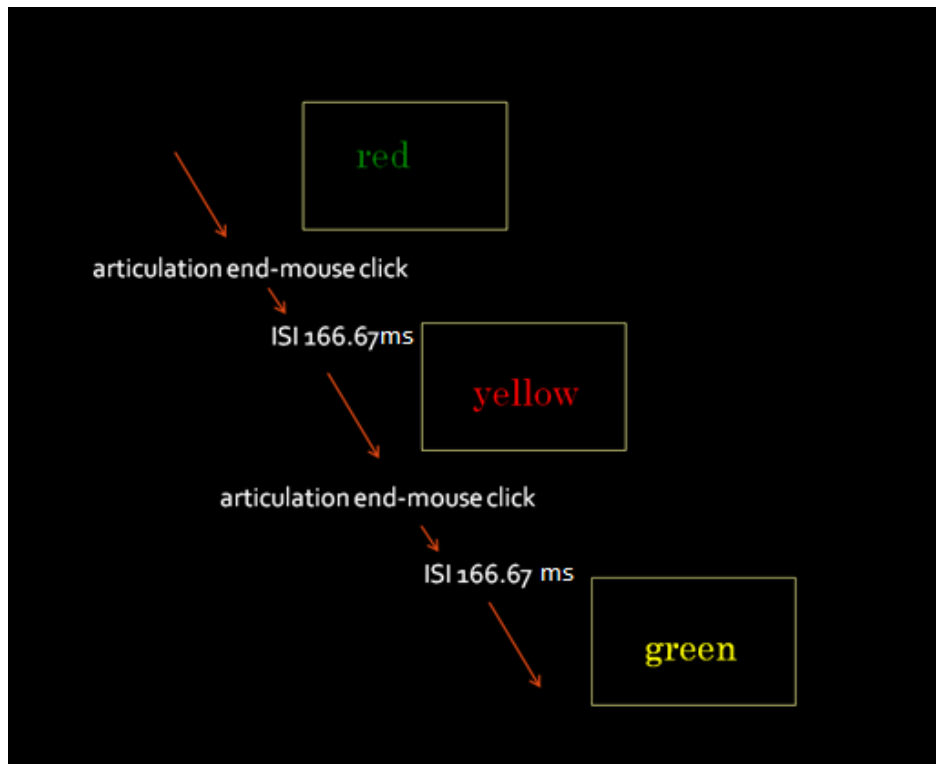 red
articulation end-mouse click
ISI 166.67ms
yellow
articulation end-mouse click
ISI 166.67 ms
green